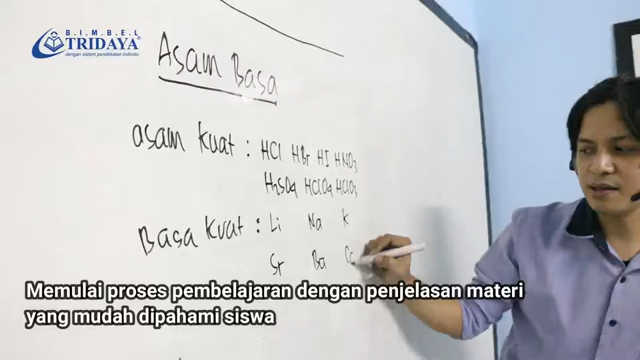 BIMBEL
TRIDAYA®
dengan sistem pendekatan individu
Asam Basa
asam kuat : HCl HBr HI HNO3
H2SO4 HClO4 HClO3
Basa kuat : Li Na K
Sr Ba Ca
Memulai proses pembelajaran dengan penjelasan materi
yang mudah dipahami siswa